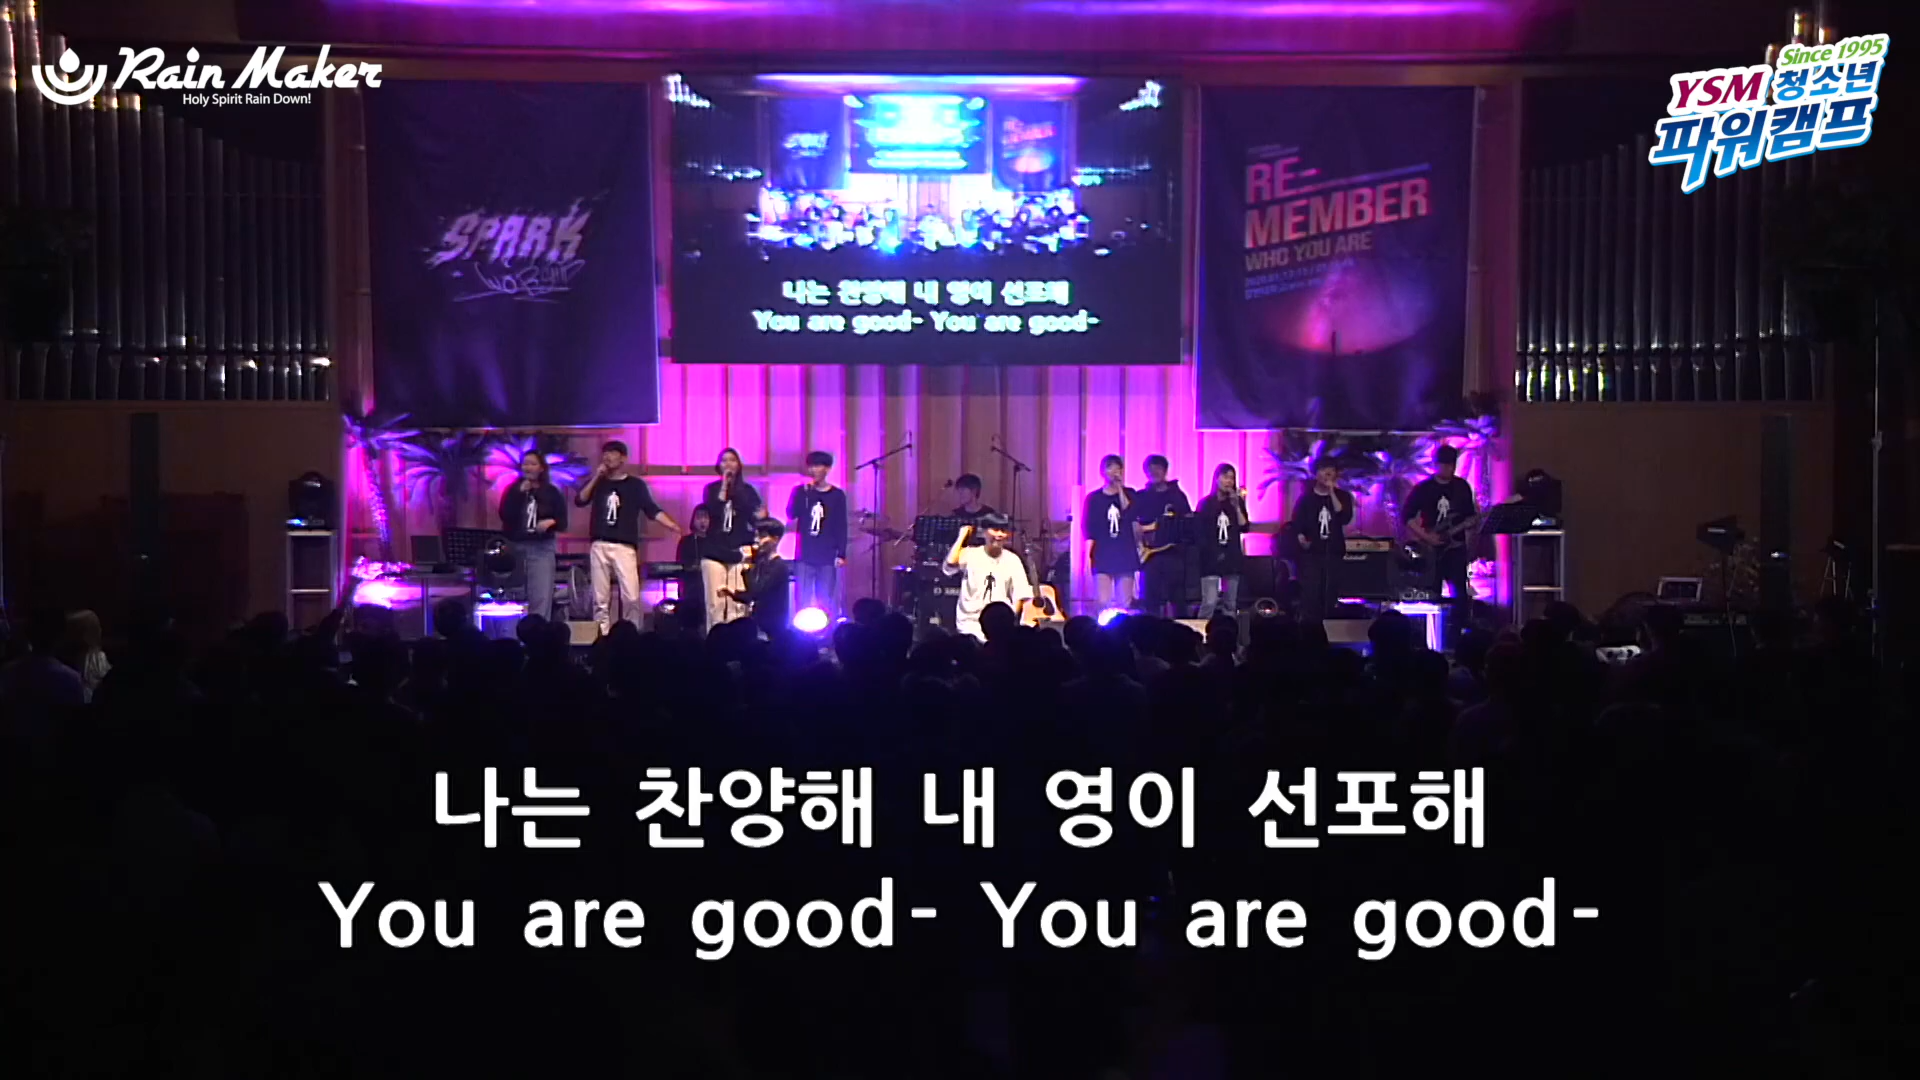 Rain Maker
Holy Spirit Rain Down!
Since 1995
YSM 청소년
파워캠프
SPARK
WORSHIP
RE-
MEMBER
WHO YOU ARE
나는 찬양해 내 영이 선포해
You are good- You are good-
나는 찬양해 내 영이 선포해
You are good- You are good-